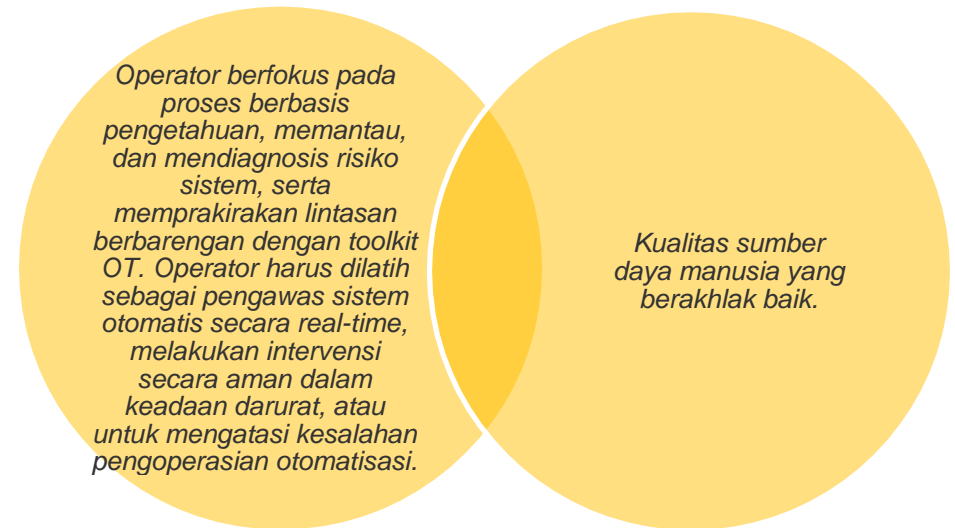 Operator berfokus pada
proses berbasis
pengetahuan, memantau,
dan mendiagnosis risiko
sistem, serta
memprakirakan lintasan
berbarengan dengan toolkit
OT. Operator harus dilatih
sebagai pengawas sistem
otomatis secara real-time,
melakukan intervensi
secara aman dalam
keadaan darurat, atau
untuk mengatasi kesalahan
pengoperasian otomatisasi.
Kualitas sumber
daya manusia yang
berakhlak baik.